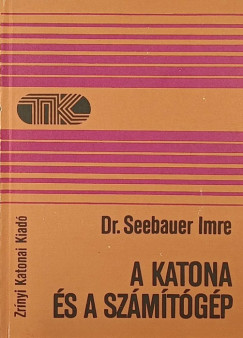 TK
Dr. Seebauer Imre
A KATONA
ÉS A SZÁMÍTÓGÉP
Zrínyi Katonai Kiadó